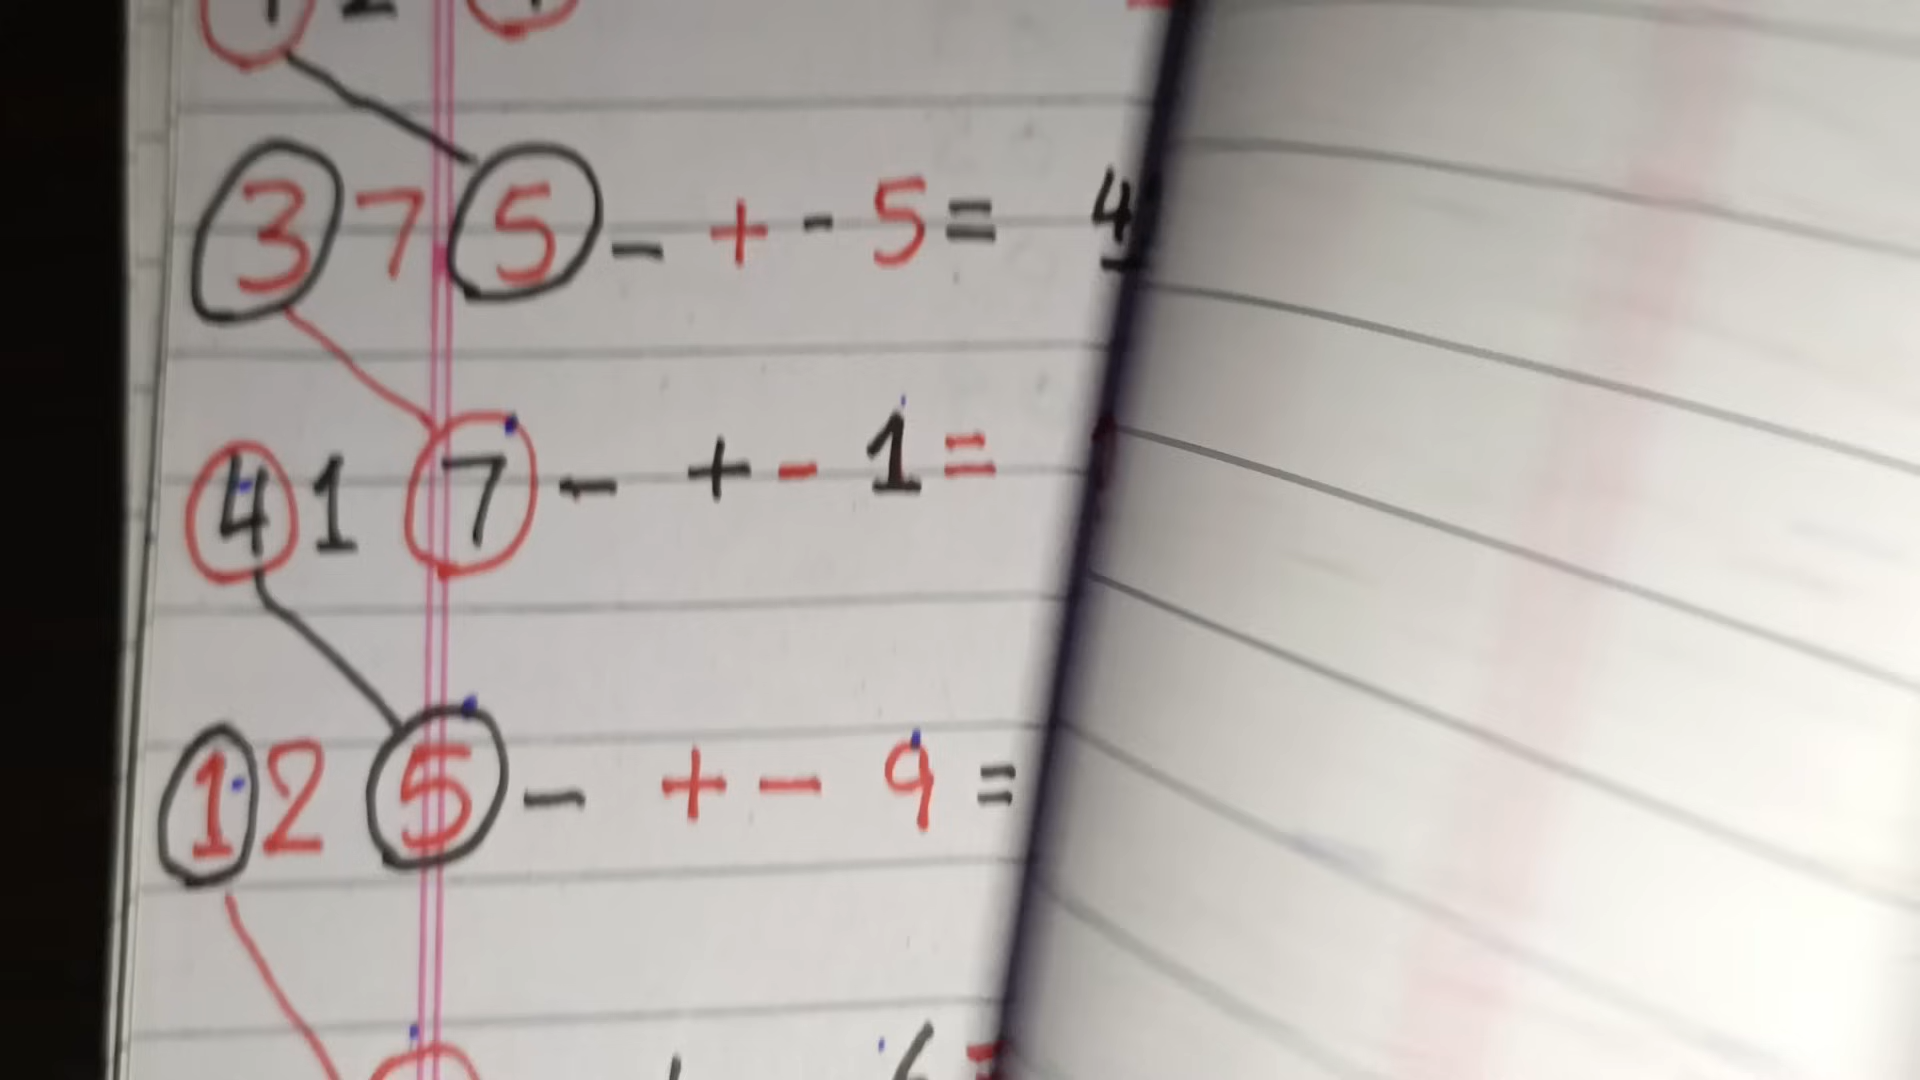 375 - + - 5 = 4
417 - + - 1 =
125 - + - 9 =